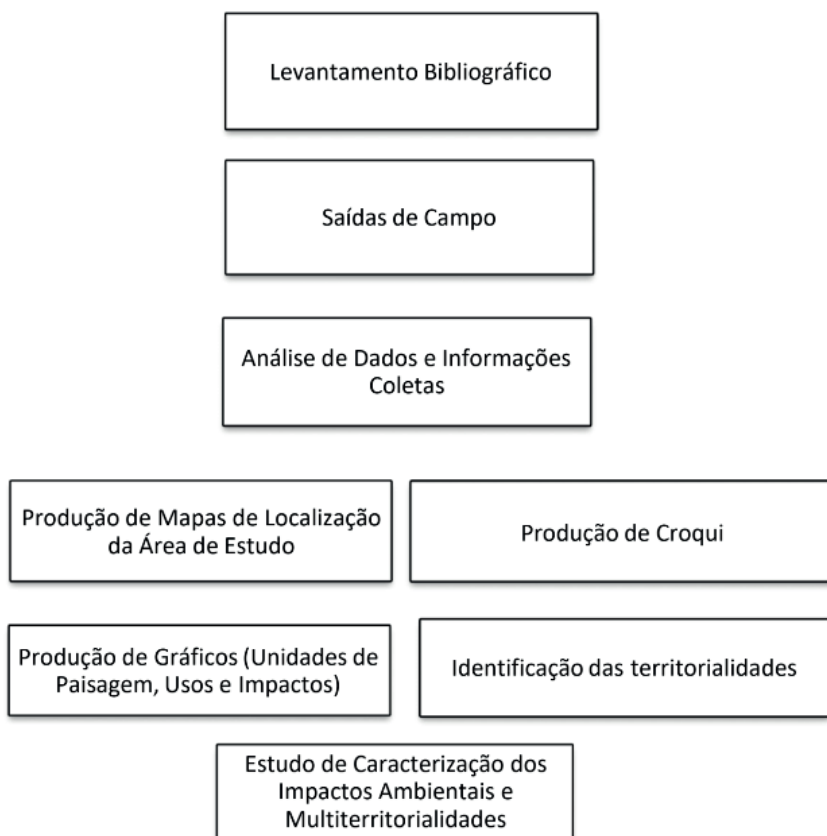 Levantamento Bibliográfico
Saídas de Campo
Análise de Dados e Informações
Coletas
Produção de Mapas de Localização
da Área de Estudo
Produção de Croqui
Produção de Gráficos (Unidades de
Paisagem, Usos e Impactos)
Identificação das territorialidades
Estudo de Caracterização dos
Impactos Ambientais e
Multiterritorialidades